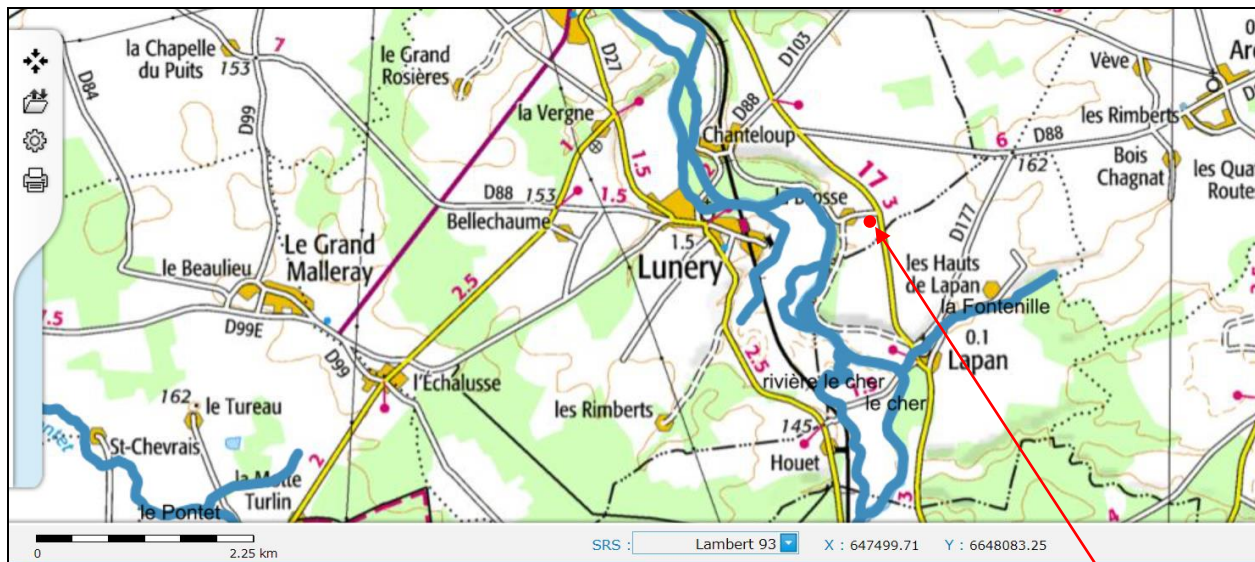 la Chapelle
du Puits
153
7
D84
D99
le Grand
Rosières
D27
la Vergne
1
1.5
D103
D88
Chanteloup
2
Vève
les Rimberts
6
D88
162
Bois
Chagnat
les Qua
Route
17
3
D177
D88
153
1.5
Bellechaume
Le Grand
Malleray
le Beaulieu
D99E
D99
2.5
1.5
Lunery
les Hauts
de Lapan
la Fontenille
0.1
Lapan
l'Echalusse
162
le Tureau
St-Chevrais
Turlin
le Pontet
2
les Rimberts
2.5
rivière le cher
le cher
145
Houet
3
4
0
2.25 km
SRS :
Lambert 93
X : 647499.71
Y : 6648083.25